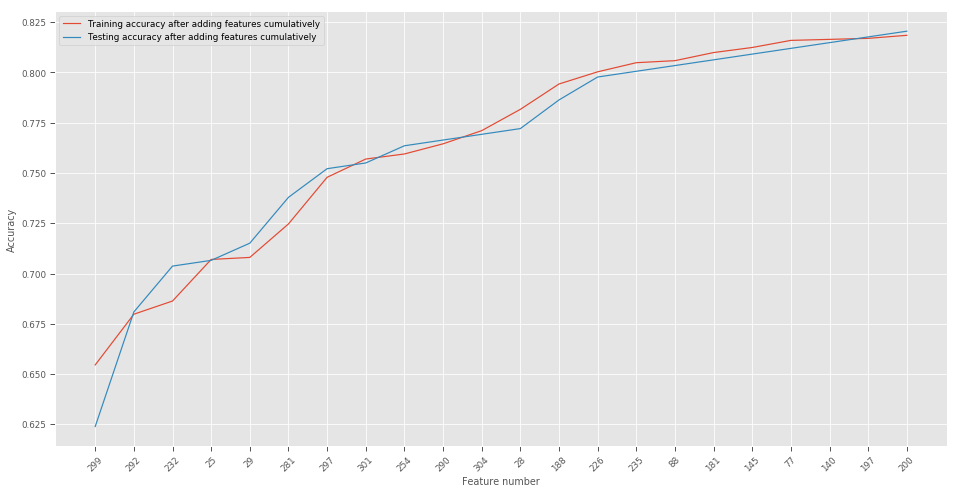 Training accuracy after adding features cumulatively
Testing accuracy after adding features cumulatively
0.825
0.800
0.775
0.750
0.725
0.700
0.675
0.650
0.625
Accuracy
299 292 232 25 29 281 297 301 254 290 304 28 188 226 235 88 181 145 77 140 197 200
Feature number